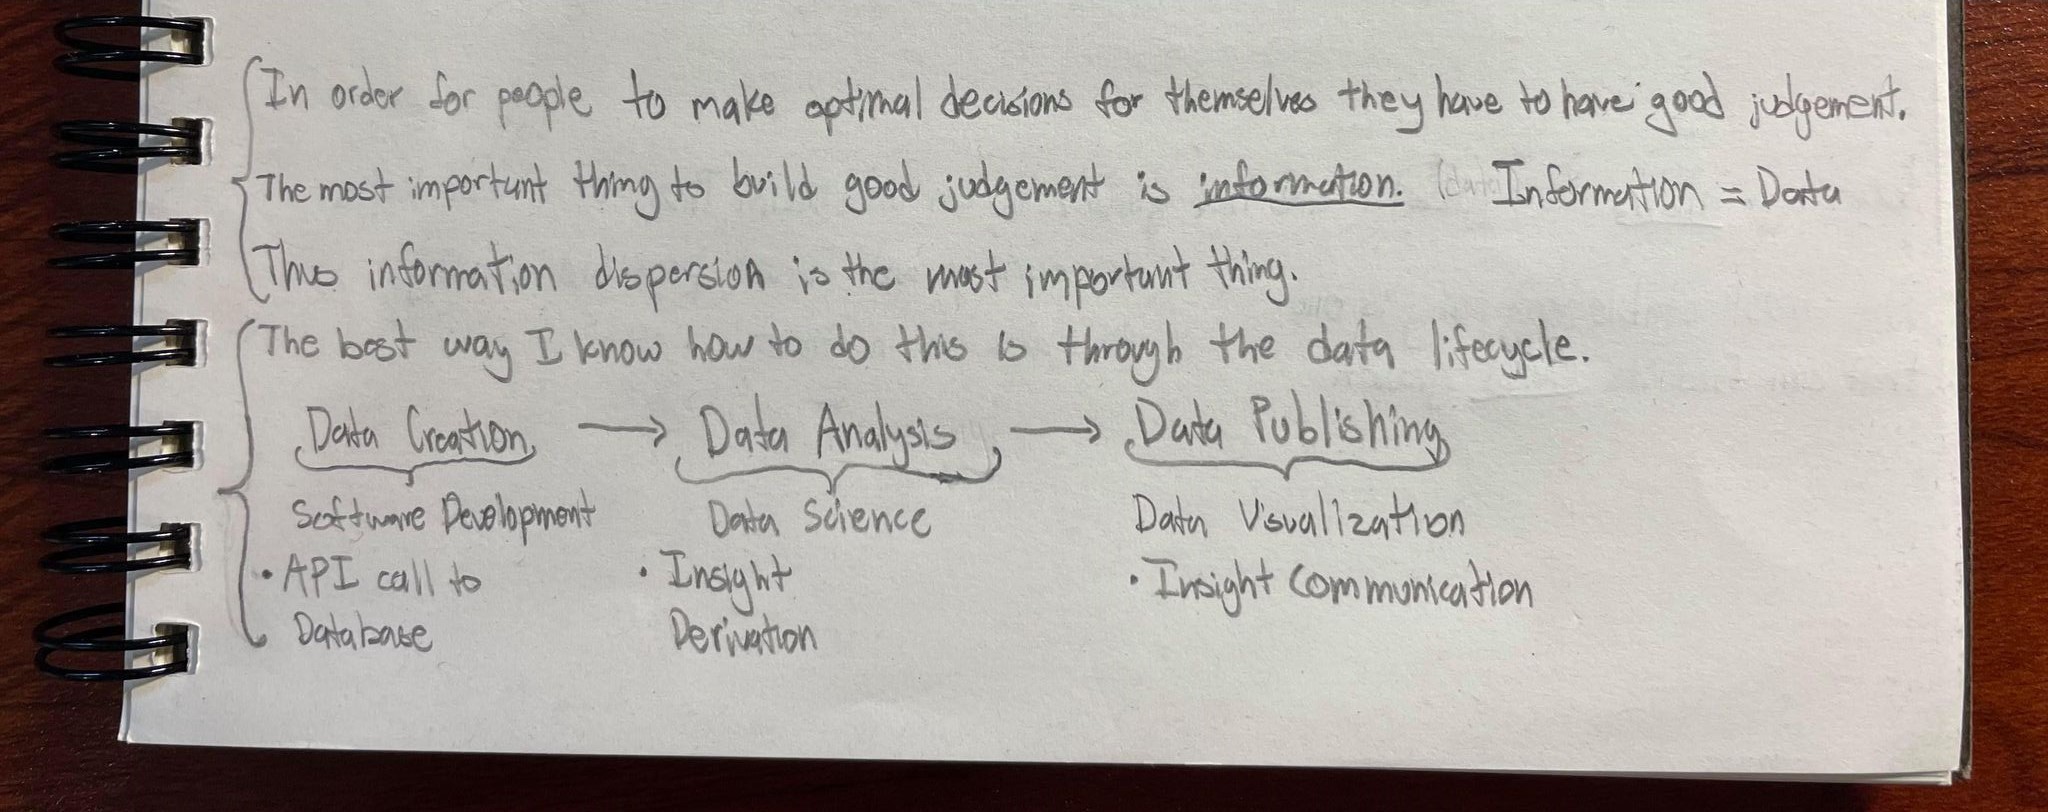 In order for people to make optimal decisions for themselves they have to have good judgement.
The most important thing to build good judgement is information. (data Information = Data
Thus information dispersion is the most important thing.
The best way I know how to do this is through the data lifecycle.
Data Creation → Data Analysis → Data Publishing
Software Development Data Science Data Visualization
• API call to • Insight • Insight Communication
Database Derivation